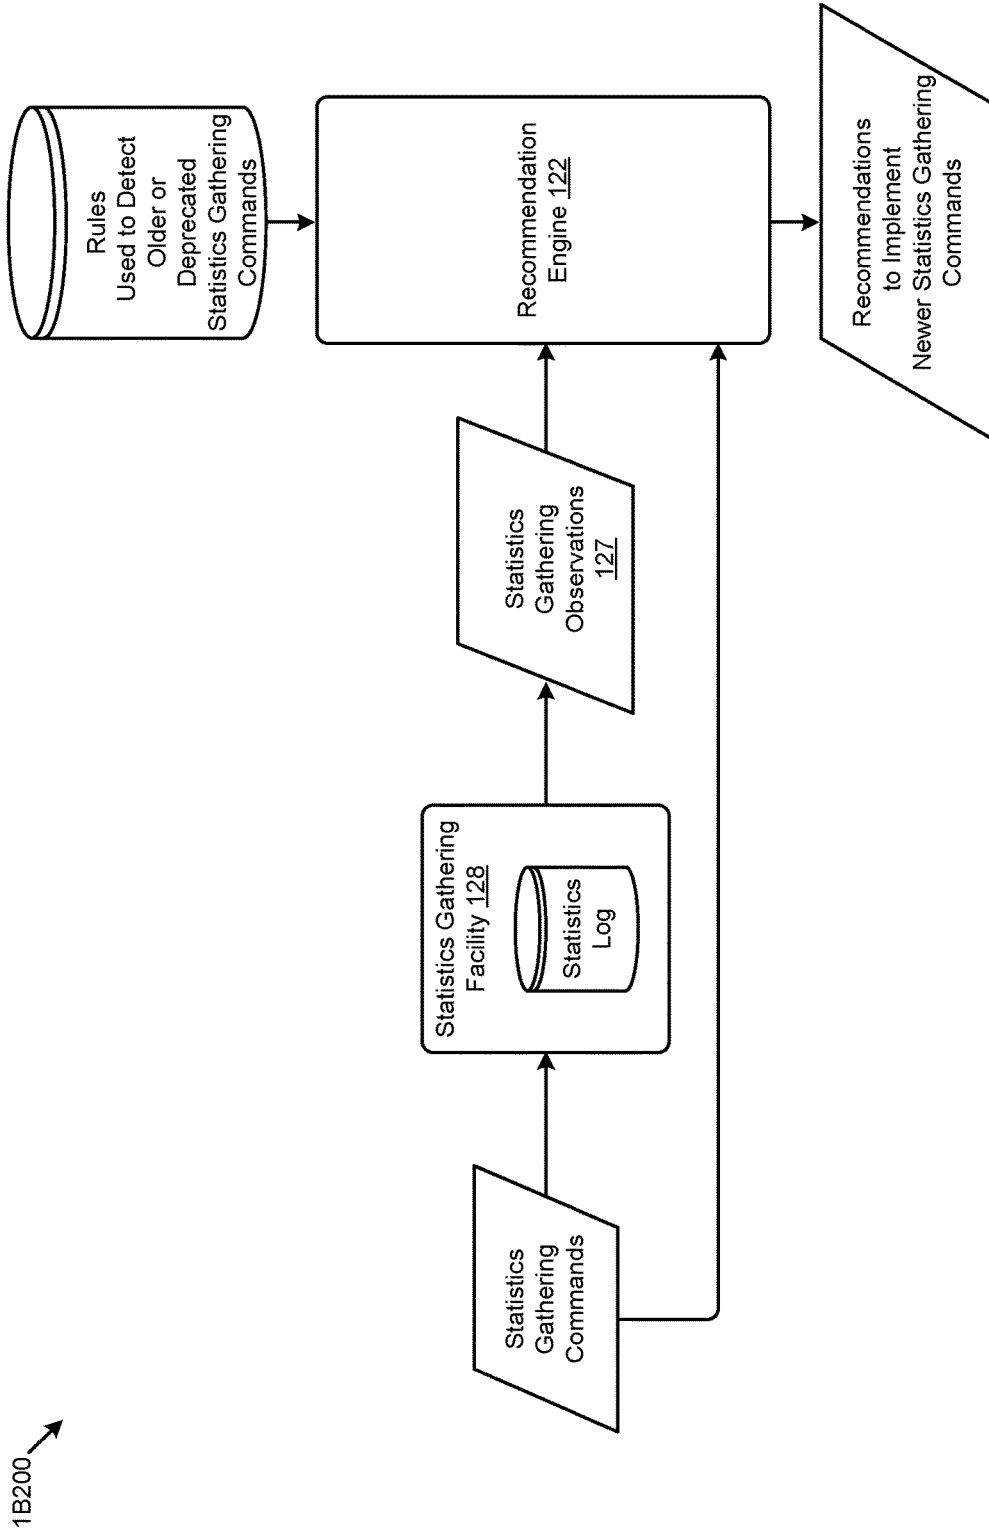 1B200
Statistics
Gathering
Commands
Statistics Gathering
Facility 128
Statistics
Log
Statistics
Gathering
Observations
127
Rules
Used to Detect
Older or
Deprecated
Statistics Gathering
Commands
Recommendation
Engine 122
Recommendations
to Implement
Newer Statistics Gathering
Commands